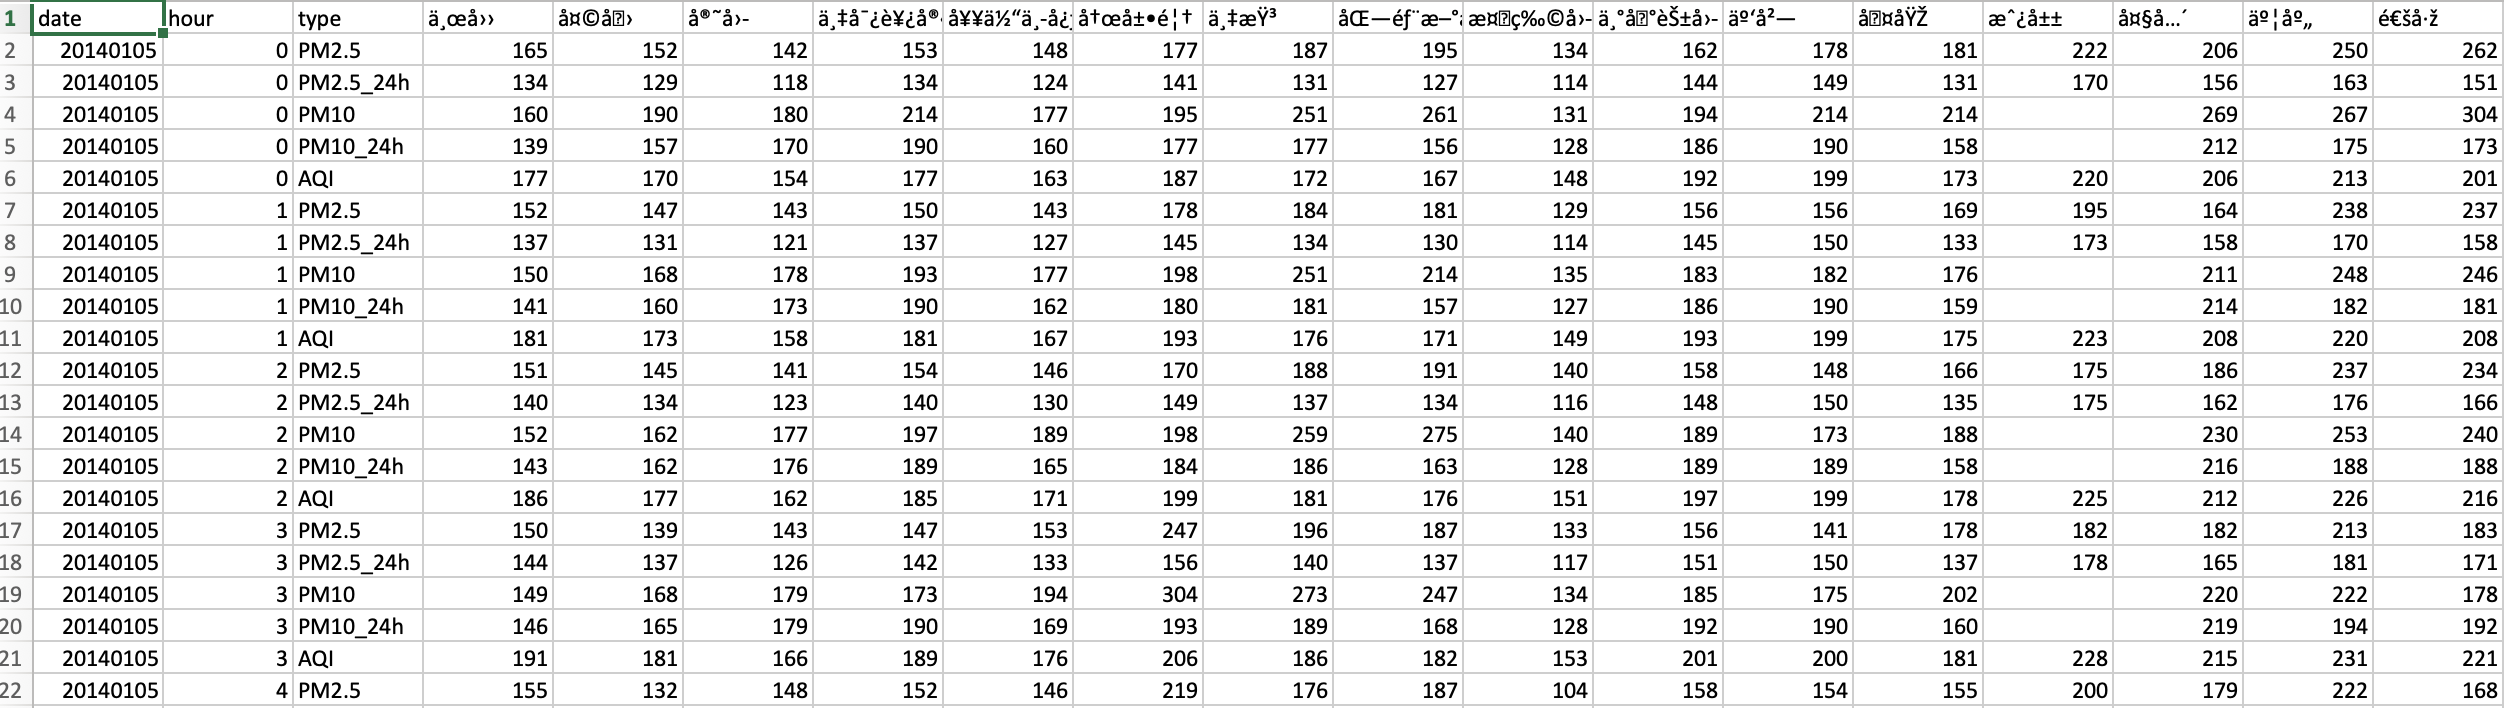 1 date hour type ä¸œå›› å¤©å�› å®˜å›- ä¸‡å¯¿è¥¿å® å¥¥ä½“ä¸-å¿ å†œå±•é¦† ä¸‡æŸ³ åŒ—éƒ¨æ–° æ¤�ç‰©å›- ä¸°å�°èŠ±å›- äº‘å²— å�¤åŸŽ æˆ¿å±± å¤§å…´ äº¦åº„ é€šå·ž
2 20140105 0 PM2.5 165 152 142 153 148 177 187 195 134 162 178 181 222 206 250 262
3 20140105 0 PM2.5_24h 134 129 118 134 124 141 131 127 114 144 149 131 170 156 163 151
4 20140105 0 PM10 160 190 180 214 177 195 251 261 131 194 214 214 269 267 304
5 20140105 0 PM10_24h 139 157 170 190 160 177 177 156 128 186 190 158 212 175 173
6 20140105 0 AQI 177 170 154 177 163 187 172 167 148 192 199 173 220 206 213 201
7 20140105 1 PM2.5 152 147 143 150 143 178 184 181 129 156 156 169 195 164 238 237
8 20140105 1 PM2.5_24h 137 131 121 137 127 145 134 130 114 145 150 133 173 158 170 158
9 20140105 1 PM10 150 168 178 193 177 198 251 214 135 183 182 176 211 248 246
10 20140105 1 PM10_24h 141 160 173 190 162 180 181 157 127 186 190 159 214 182 181
11 20140105 1 AQI 181 173 158 181 167 193 176 171 149 193 199 175 223 208 220 208
12 20140105 2 PM2.5 151 145 141 154 146 170 188 191 140 158 148 166 175 186 237 234
13 20140105 2 PM2.5_24h 140 134 123 140 130 149 137 134 116 148 150 135 175 162 176 166
14 20140105 2 PM10 152 162 177 197 189 198 259 275 140 189 173 188 230 253 240
15 20140105 2 PM10_24h 143 162 176 189 165 184 186 163 128 189 189 158 216 188 188
16 20140105 2 AQI 186 177 162 185 171 199 181 176 151 197 199 178 225 212 226 216
17 20140105 3 PM2.5 150 139 143 147 153 247 196 187 133 156 141 178 182 182 213 183
18 20140105 3 PM2.5_24h 144 137 126 142 133 156 140 137 117 151 150 137 178 165 181 171
19 20140105 3 PM10 149 168 179 173 194 304 273 247 134 185 175 202 220 222 178
20 20140105 3 PM10_24h 146 165 179 190 169 193 189 168 128 192 190 160 219 194 192
21 20140105 3 AQI 191 181 166 189 176 206 186 182 153 201 200 181 228 215 231 221
22 20140105 4 PM2.5 155 132 148 152 146 219 176 187 104 158 154 155 200 179 222 168